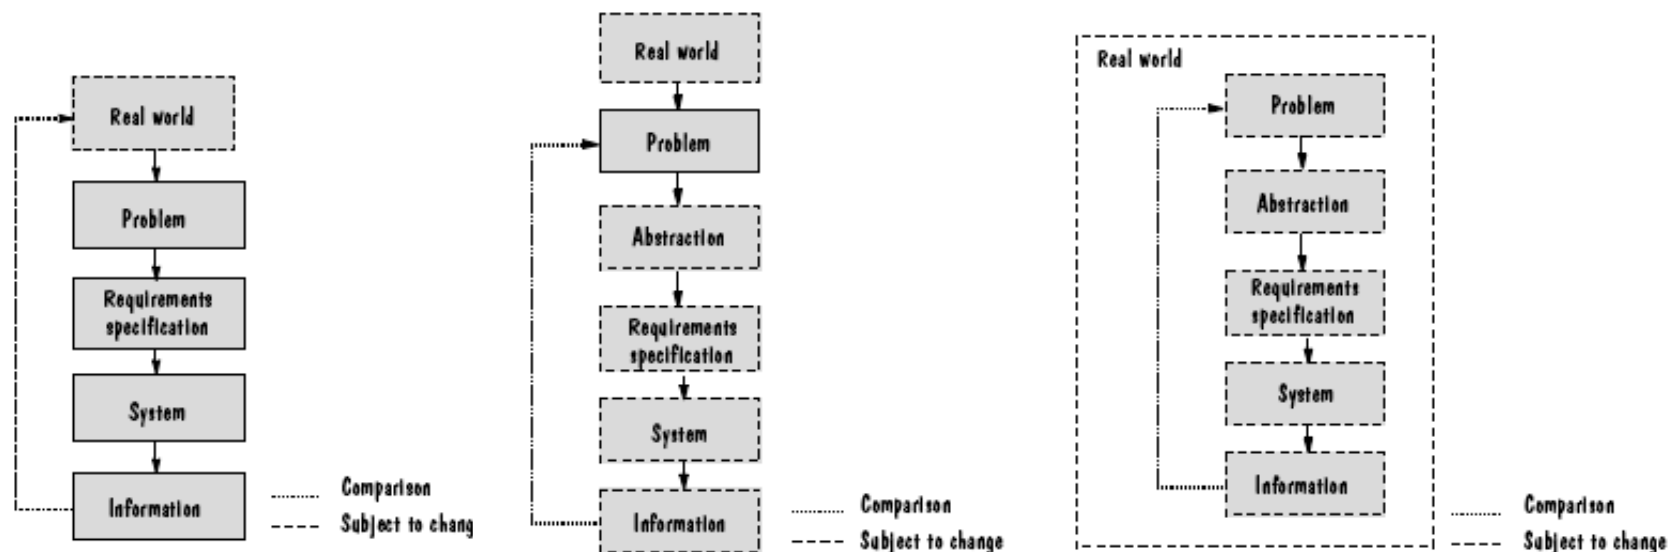 Real world
Problem
Requirements
specification
System
Information
Comparison
Subject to chang
Real world
Problem
Abstraction
Requirements
specification
System
Information
Comparison
Subject to change
Real world
Problem
Abstraction
Requirements
specification
System
Information
Comparison
Subject to change